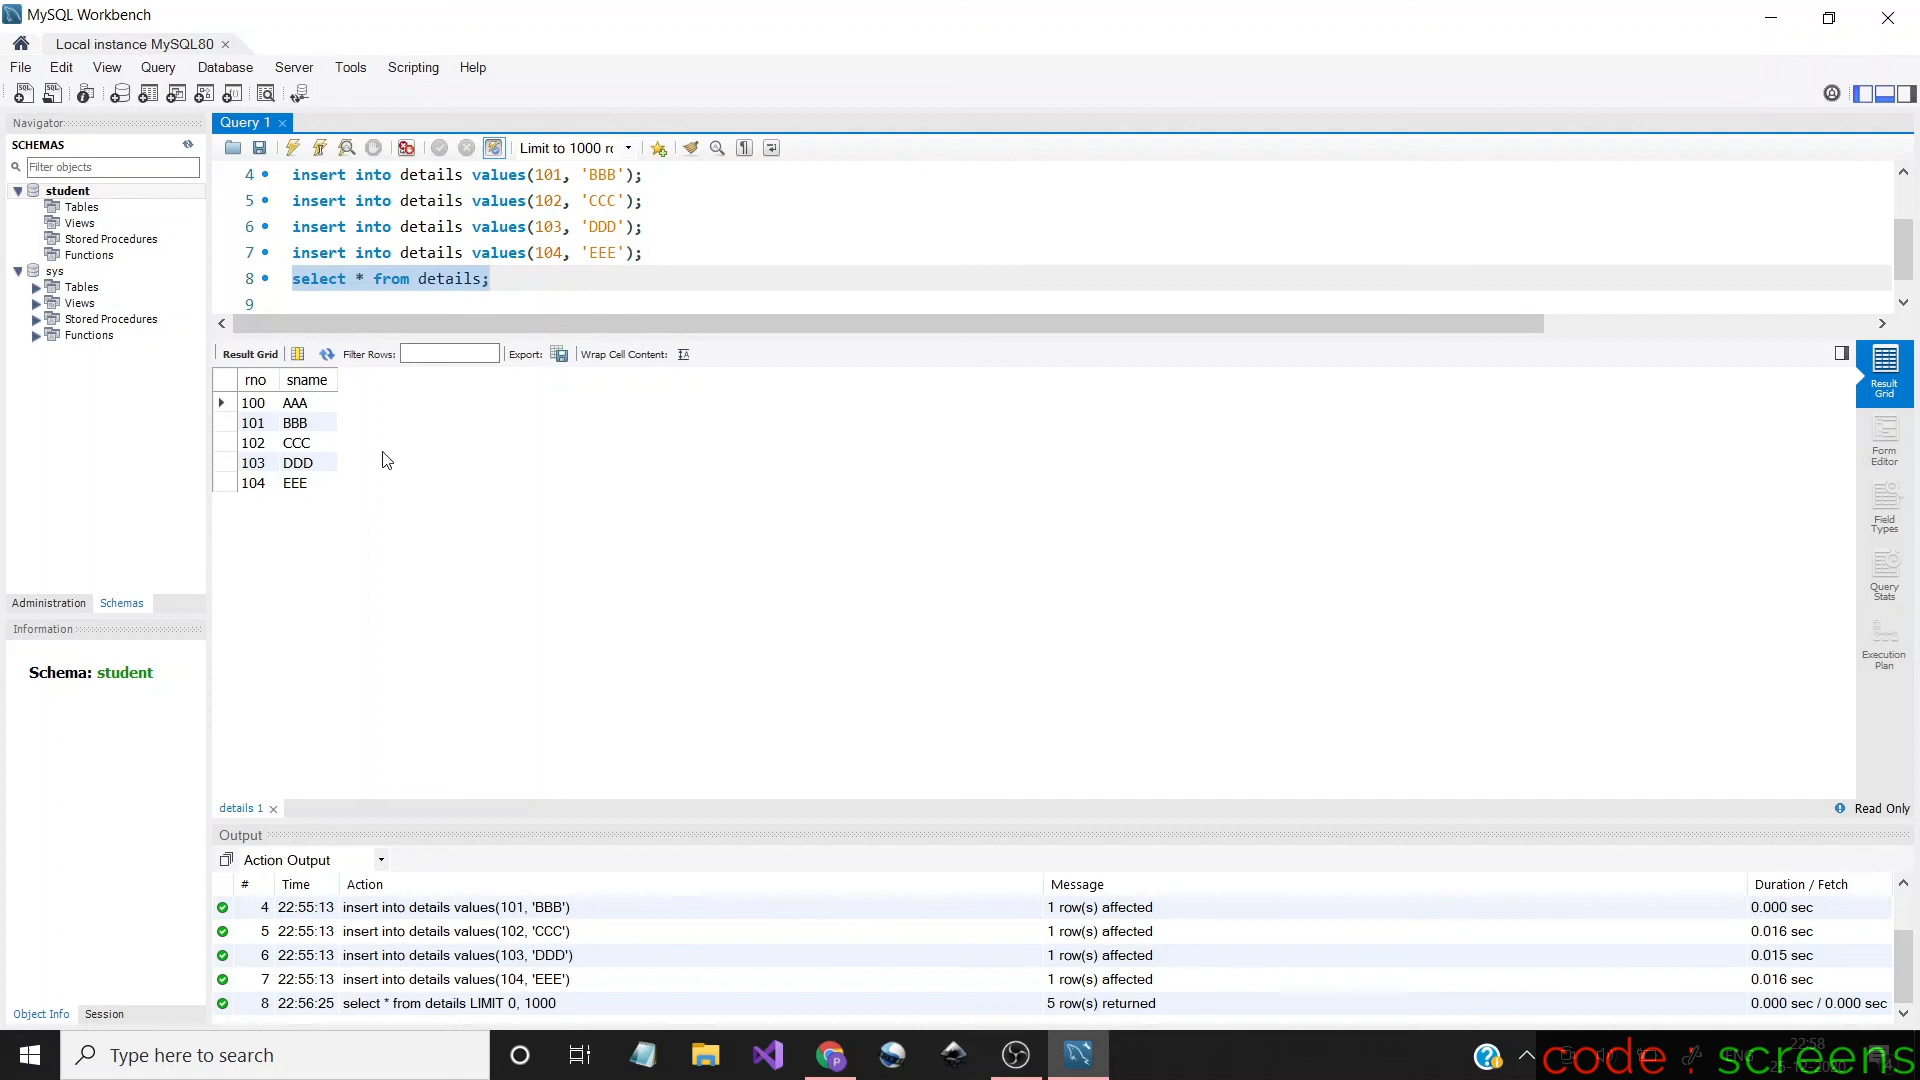 MySQL Workbench
Local instance MySQL80
File Edit View Query Database Server Tools Scripting Help
Navigator
SCHEMAS
Filter objects
student
Tables
Views
Stored Procedures
Functions
sys
Tables
Views
Stored Procedures
Functions
Administration Schemas
Information
Schema: student
Object Info Session
Query 1
Limit to 1000 r
4 insert into details values(101, 'BBB');
5 insert into details values(102, 'CCC');
6 insert into details values(103, 'DDD');
7 insert into details values(104, 'EEE');
8 select * from details;
9
Result Grid Filter Rows: Export: Wrap Cell Content:
rno sname
100 AAA
101 BBB
102 CCC
103 DDD
104 EEE
Result
Grid
Form
Editor
Field
Types
Query
Stats
Execution
Plan
details 1 Read Only
Output
Action Output
# Time Action Message Duration / Fetch
4 22:55:13 insert into details values(101, 'BBB') 1 row(s) affected 0.000 sec
5 22:55:13 insert into details values(102, 'CCC') 1 row(s) affected 0.016 sec
6 22:55:13 insert into details values(103, 'DDD') 1 row(s) affected 0.015 sec
7 22:55:13 insert into details values(104, 'EEE') 1 row(s) affected 0.016 sec
8 22:56:25 select * from details LIMIT 0, 1000 5 row(s) returned 0.000 sec / 0.000 sec
Type here to search
22:58
code : screens